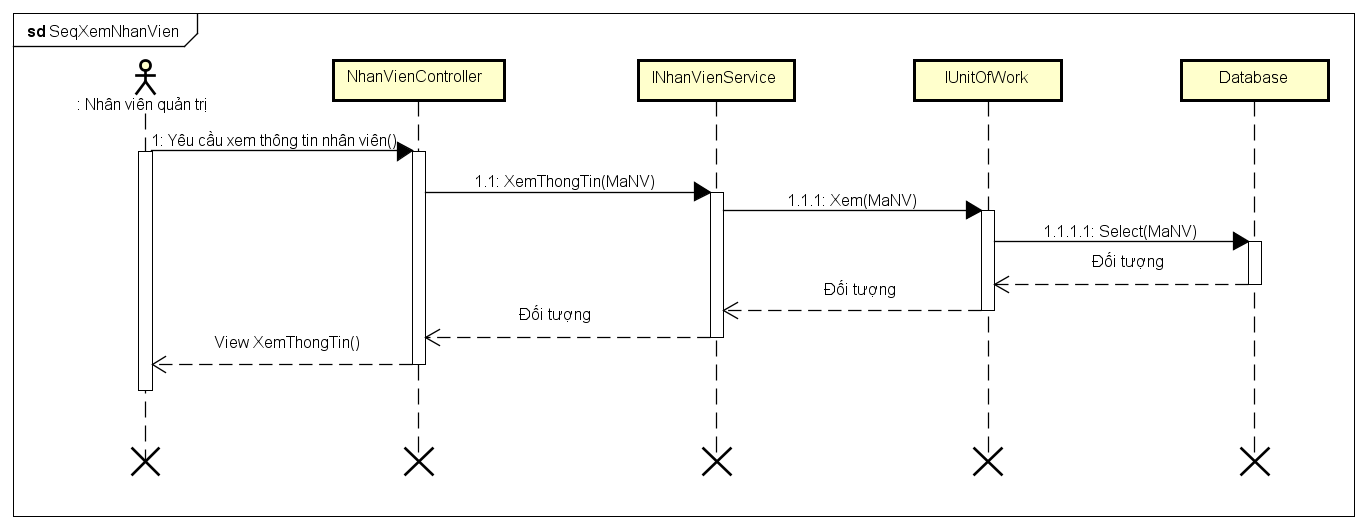 sd SeqXemNhanVien
: Nhân viên quản trị
NhanVienController
INhanVienService
IUnitOfWork
Database
1: Yêu cầu xem thông tin nhân viên()
1.1: XemThongTin(MaNV)
1.1.1: Xem(MaNV)
1.1.1.1: Select(MaNV)
Đối tượng
Đối tượng
Đối tượng
View XemThongTin()